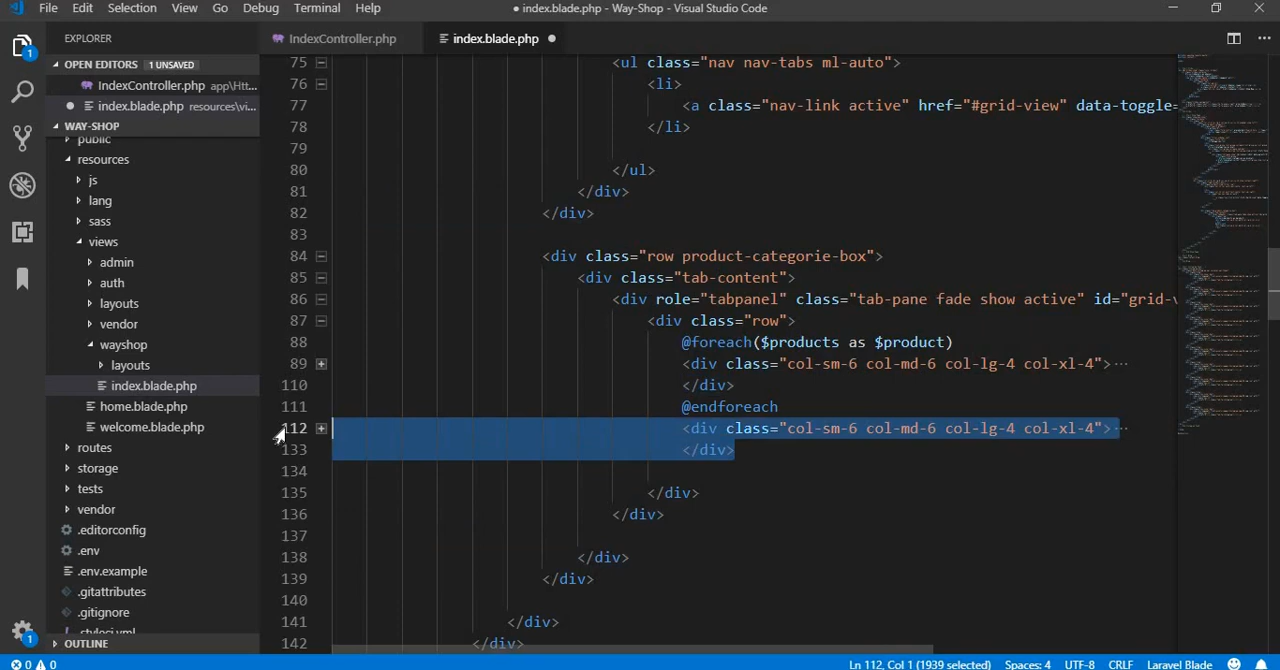 File Edit Selection View Go Debug Terminal Help
● index.blade.php - Way-Shop - Visual Studio Code
EXPLORER
IndexController.php
index.blade.php
OPEN EDITORS 1 UNSAVED
IndexController.php app\Htt...
index.blade.php resources\vi...
WAY-SHOP
public
resources
js
lang
sass
views
admin
auth
layouts
vendor
wayshop
layouts
index.blade.php
home.blade.php
welcome.blade.php
routes
storage
tests
vendor
.editorconfig
.env
.env.example
.gitattributes
.gitignore
.styleci.yml
OUTLINE
1
1
75 <ul class="nav nav-tabs ml-auto">
76 <li>
77 <a class="nav-link active" href="#grid-view" data-toggle=
78 </li>
79
80 </ul>
81 </div>
82 </div>
83
84 <div class="row product-categorie-box">
85 <div class="tab-content">
86 <div role="tabpanel" class="tab-pane fade show active" id="grid-v
87 <div class="row">
88 @foreach($products as $product)
89 <div class="col-sm-6 col-md-6 col-lg-4 col-xl-4">...
110 </div>
111 @endforeach
112 <div class="col-sm-6 col-md-6 col-lg-4 col-xl-4">...
133 </div>
134
135 </div>
136 </div>
137
138 </div>
139 </div>
140
141 </div>
142 </div>
0 0
Ln 112, Col 1 (1939 selected) Spaces: 4 UTF-8 CRLF Laravel Blade